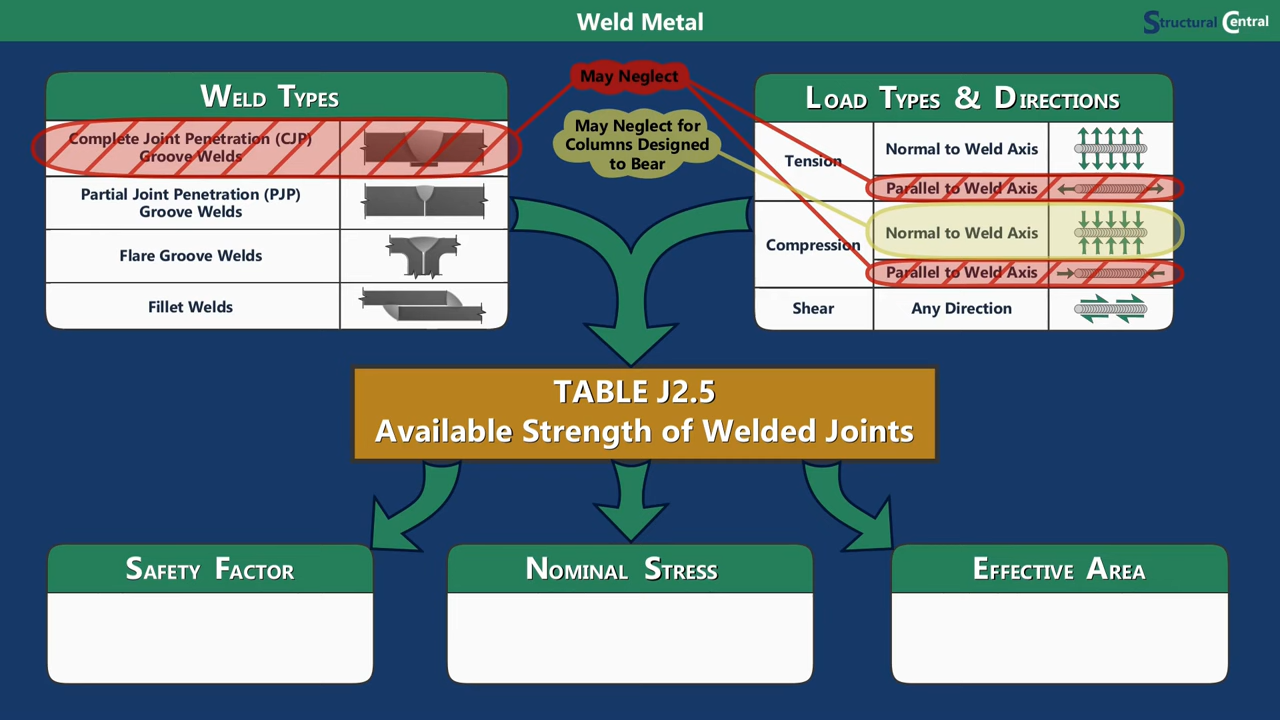 Weld Metal
Structural Central
WELD TYPES
Complete Joint Penetration (CJP)
Groove Welds
Partial Joint Penetration (PJP)
Groove Welds
Flare Groove Welds
Fillet Welds
May Neglect
May Neglect for
Columns Designed
to Bear
LOAD TYPES & DIRECTIONS
Tension
Normal to Weld Axis
Parallel to Weld Axis
Compression
Normal to Weld Axis
Parallel to Weld Axis
Shear
Any Direction
TABLE J2.5
Available Strength of Welded Joints
SAFETY FACTOR
NOMINAL STRESS
EFFECTIVE AREA